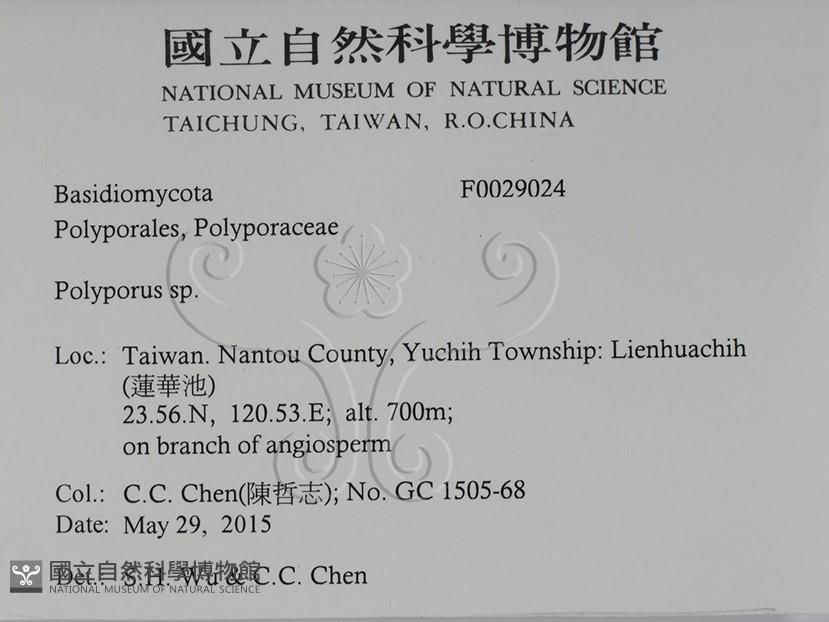 國立自然科學博物館
NATIONAL MUSEUM OF NATURAL SCIENCE
TAICHUNG, TAIWAN, R.O.CHINA
Basidiomycota F0029024
Polyporales, Polyporaceae
Polyporus sp.
Loc.: Taiwan. Nantou County, Yuchih Township: Lienhuachih
(蓮華池)
23.56.N, 120.53.E; alt. 700m;
on branch of angiosperm
Col.: C.C. Chen(陳哲志); No. GC 1505-68
Date: May 29, 2015
Det.: S.H. Wu & C.C. Chen
國立自然科學博物館
NATIONAL MUSEUM OF NATURAL SCIENCE